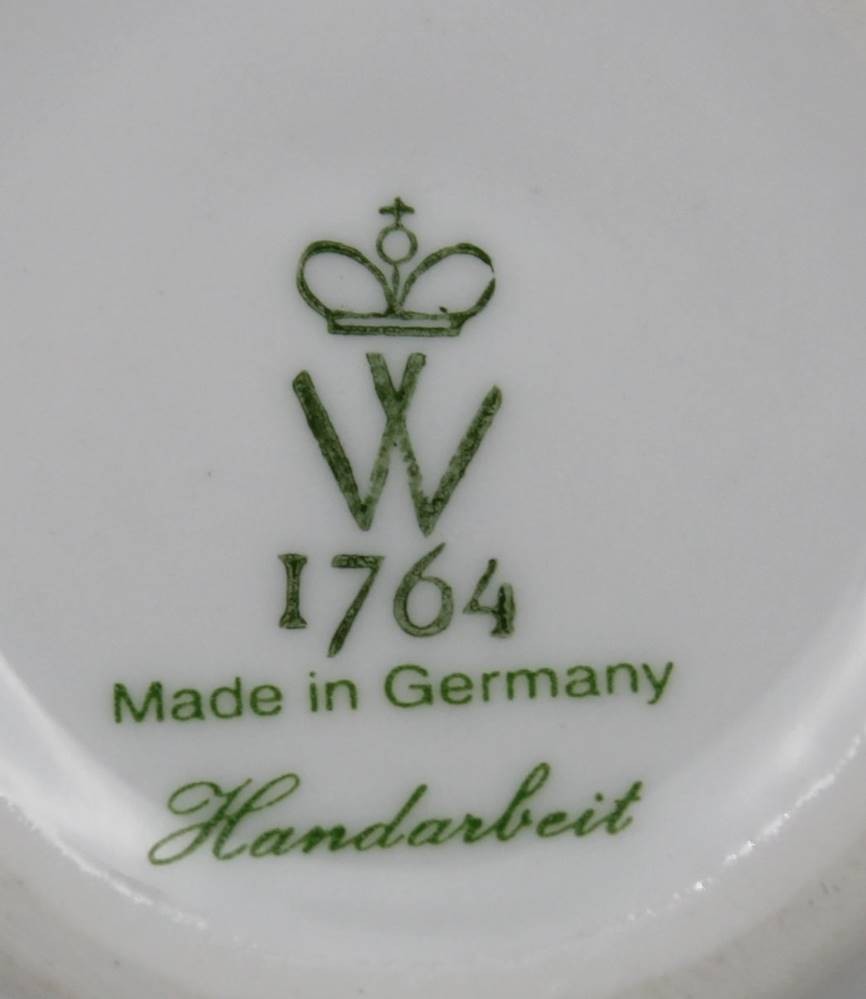 W
1764
Made in Germany
Handarbeit